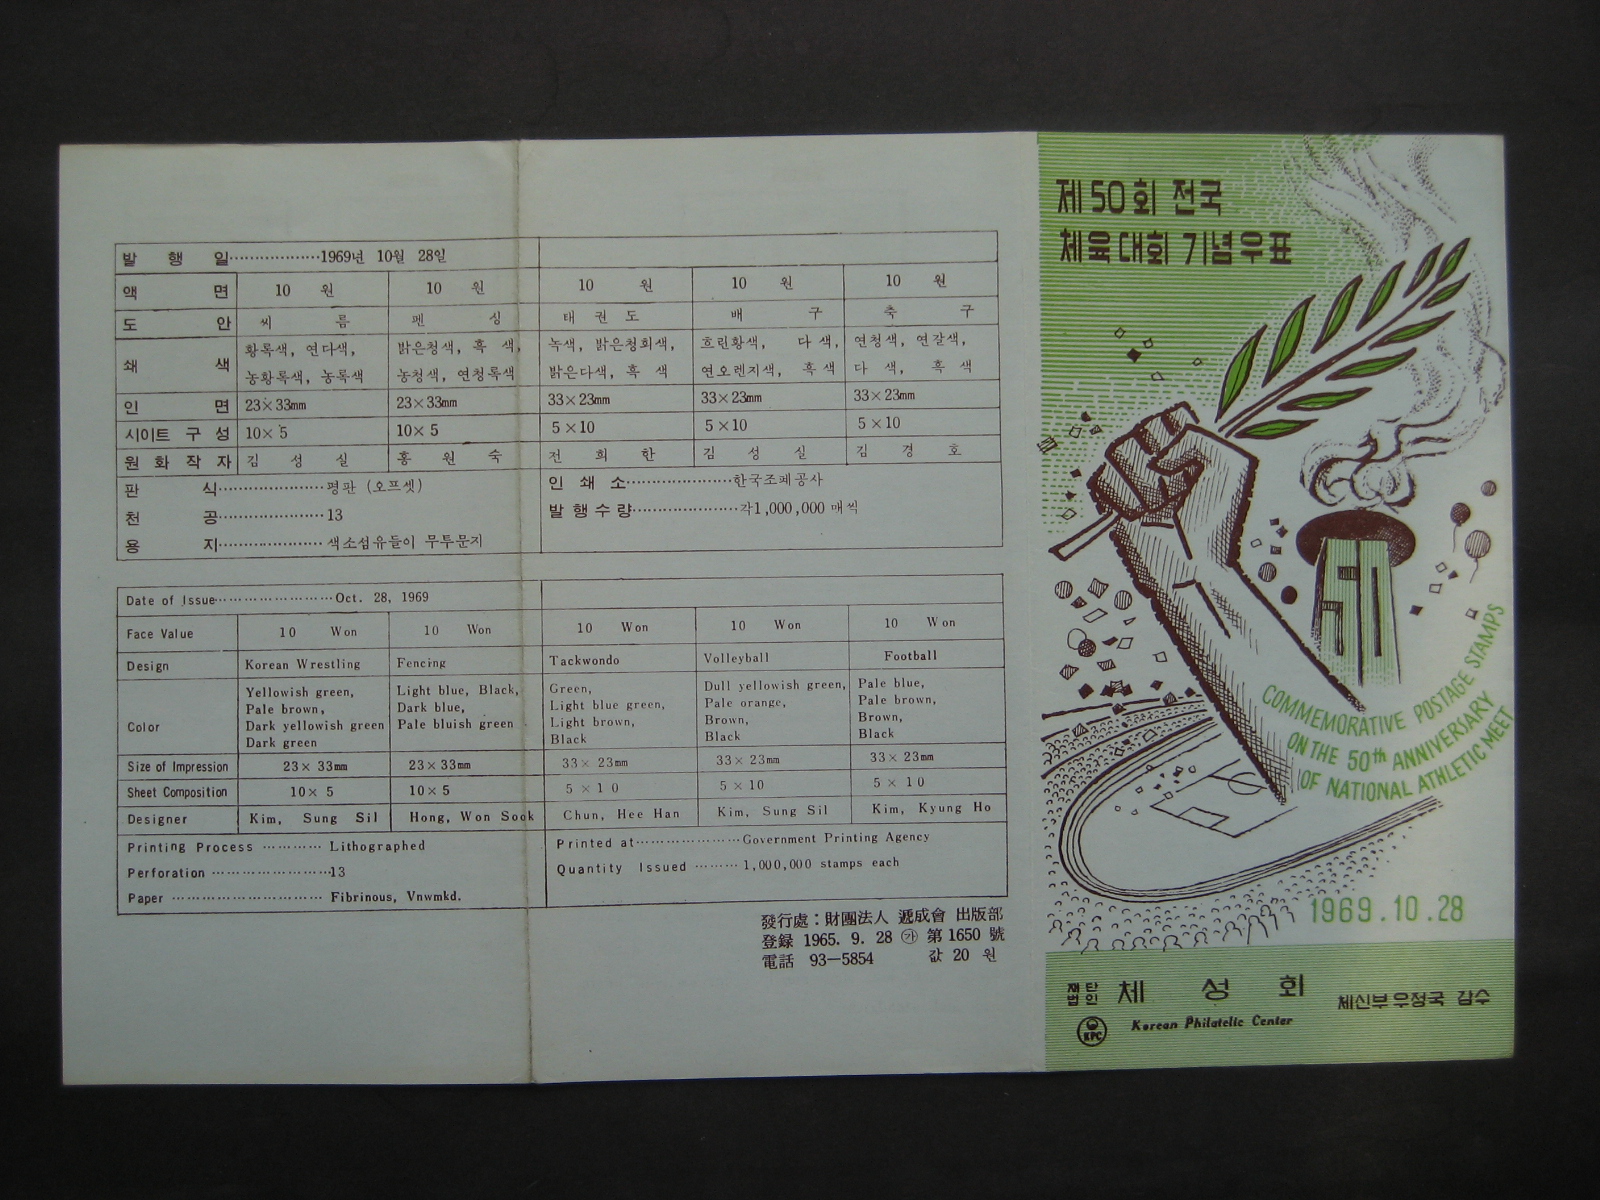 발 행 일··················1969년 10월 28일
액 면 10 원 10 원 10 원 10 원 10 원
도 안 씨 름 펜 싱 태 권 도 배 구 축 구
쇄 색 황록색, 연다색, 밝은청색, 흑 색, 녹색, 밝은청회색, 흐린황색, 다 색, 연청색, 연갈색,
농황록색, 농록색 농청색, 연청록색 밝은다색, 흑 색 연오렌지색, 흑 색 다 색, 흑 색
인 면 23×33mm 23×33mm 33×23mm 33×23mm 33×23mm
시이트 구 성 10× 5 10× 5 5×10 5×10 5×10
원 화 작 자 김 성 실 홍 원 숙 전 희 한 김 성 실 김 경 호
판 식····················평판 (오프셋)
천 공····················13
용 지····················색소섬유들이 무투문지
인 쇄 소····················한국조폐공사
발 행 수 량····················각1,000,000 매씩
Date of Issue························Oct. 28, 1969
Face Value 10 Won 10 Won 10 Won 10 Won 10 Won
Design Korean Wrestling Fencing Tackwondo Volleyball Football
Color Yellowish green, Light blue, Black, Green, Dull yellowish green, Pale blue,
Pale brown, Dark blue, Light blue green, Pale orange, Pale brown,
Dark yellowish green Pale bluish green Light brown, Brown, Brown,
Dark green Black Black Black
Size of Impression 23× 33mm 23×33mm 33× 23mm 33× 23mm 33× 23mm
Sheet Composition 10× 5 10× 5 5 × 1 0 5 × 10 5 × 1 0
Designer Kim, Sung Sil Hong, Won Sook Chun, Hee Han Kim, Sung Sil Kim, Kyung Ho
Printing Process ············ Lithographed
Perforation ························13
Paper ······························ Fibrinous, Vnwmkd.
Printed at·····················Government Printing Agency
Quantity Issued ········· 1,000,000 stamps each
發行處 : 財團法人 遞成會 出版部
登録 1965. 9. 28 ㉮ 第 1650 號
電話 93—5854 값 20 원
제 50 회 전국
체육대회 기념우표
50
COMMEMORATIVE POSTAGE STAMPS
ON THE 50th ANNIVERSARY
OF NATIONAL ATHLETIC MEET
1969.10.28
재단
법인 체 성 회 체신부우정국 감수
KPC Korean Philatelic Center